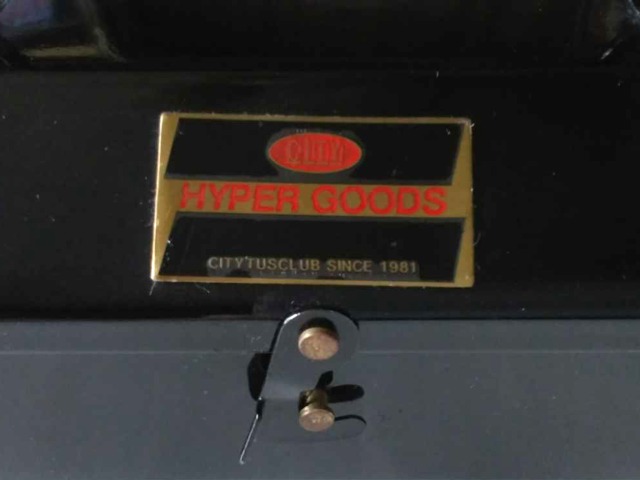 CITY
HYPER GOODS
CITY'TUSCLUB SINCE 1981